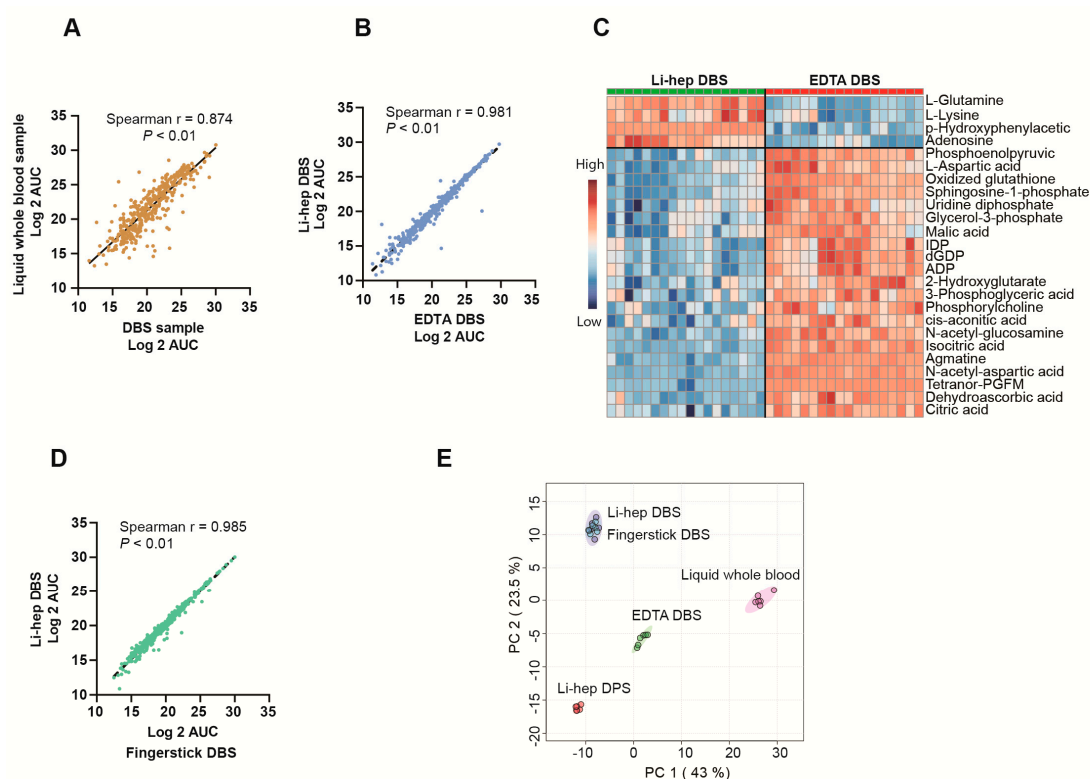 A
Spearman r = 0.874
P < 0.01
Liquid whole blood sample
Log 2 AUC
35
30
25
20
15
10
10
15
20
25
30
35
DBS sample
Log 2 AUC
B
Spearman r = 0.981
P < 0.01
Li-hep DBS
Log 2 AUC
35
30
25
20
15
10
10
15
20
25
30
35
EDTA DBS
Log 2 AUC
C
Li-hep DBS
EDTA DBS
High
Low
L-Glutamine
L-Lysine
p-Hydroxyphenylacetic
Adenosine
Phosphoenolpyruvic
L-Aspartic acid
Oxidized glutathione
Sphingosine-1-phosphate
Uridine diphosphate
Glycerol-3-phosphate
Malic acid
IDP
dGDP
ADP
2-Hydroxyglutarate
3-Phosphoglyceric acid
Phosphorylcholine
cis-aconitic acid
N-acetyl-glucosamine
Isocitric acid
Agmatine
N-acetyl-aspartic acid
Tetranor-PGFM
Dehydroascorbic acid
Citric acid
D
Spearman r = 0.985
P < 0.01
Li-hep DBS
Log 2 AUC
35
30
25
20
15
10
10
15
20
25
30
35
Log 2 AUC
Fingerstick DBS
E
PC 2 ( 23.5 %)
15
10
5
0
-5
-10
-15
-20
Li-hep DBS
Fingerstick DBS
Liquid whole blood
EDTA DBS
Li-hep DPS
-10
0
10
20
30
PC 1 ( 43 %)